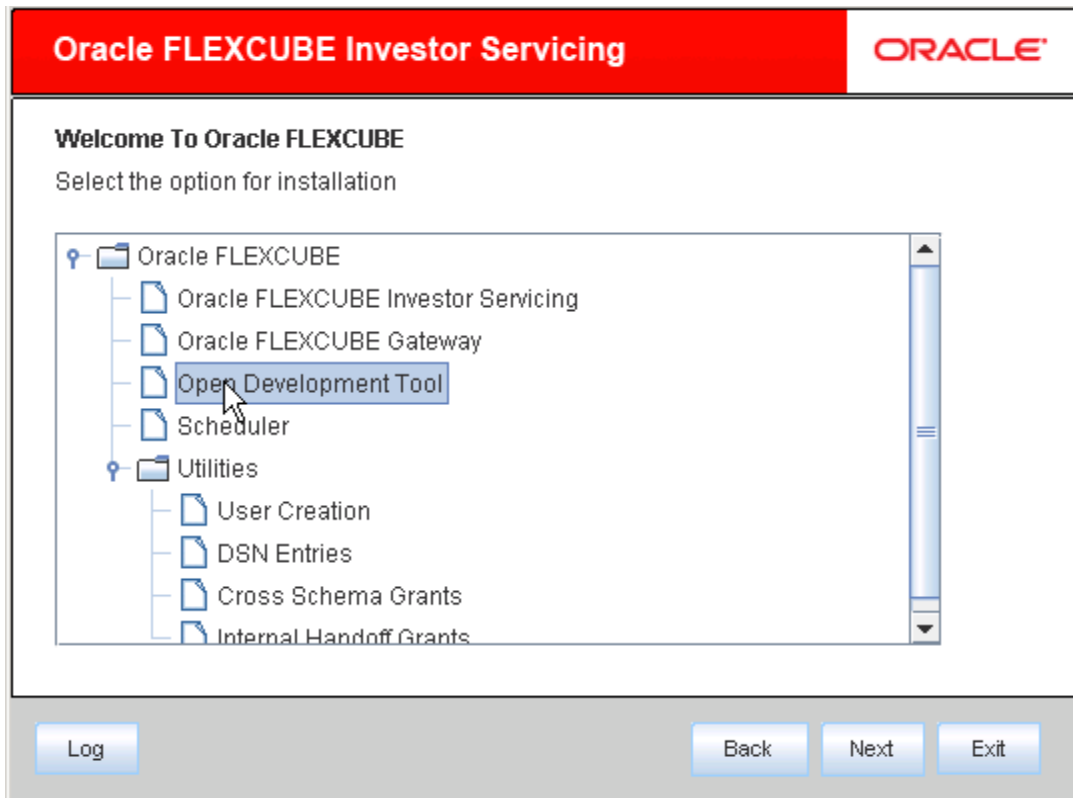 Oracle FLEXCUBE Investor Servicing
ORACLE
Welcome To Oracle FLEXCUBE
Select the option for installation
Oracle FLEXCUBE
Oracle FLEXCUBE Investor Servicing
Oracle FLEXCUBE Gateway
Open Development Tool
Scheduler
Utilities
User Creation
DSN Entries
Cross Schema Grants
Internal Handoff Grants
Log
Back
Next
Exit